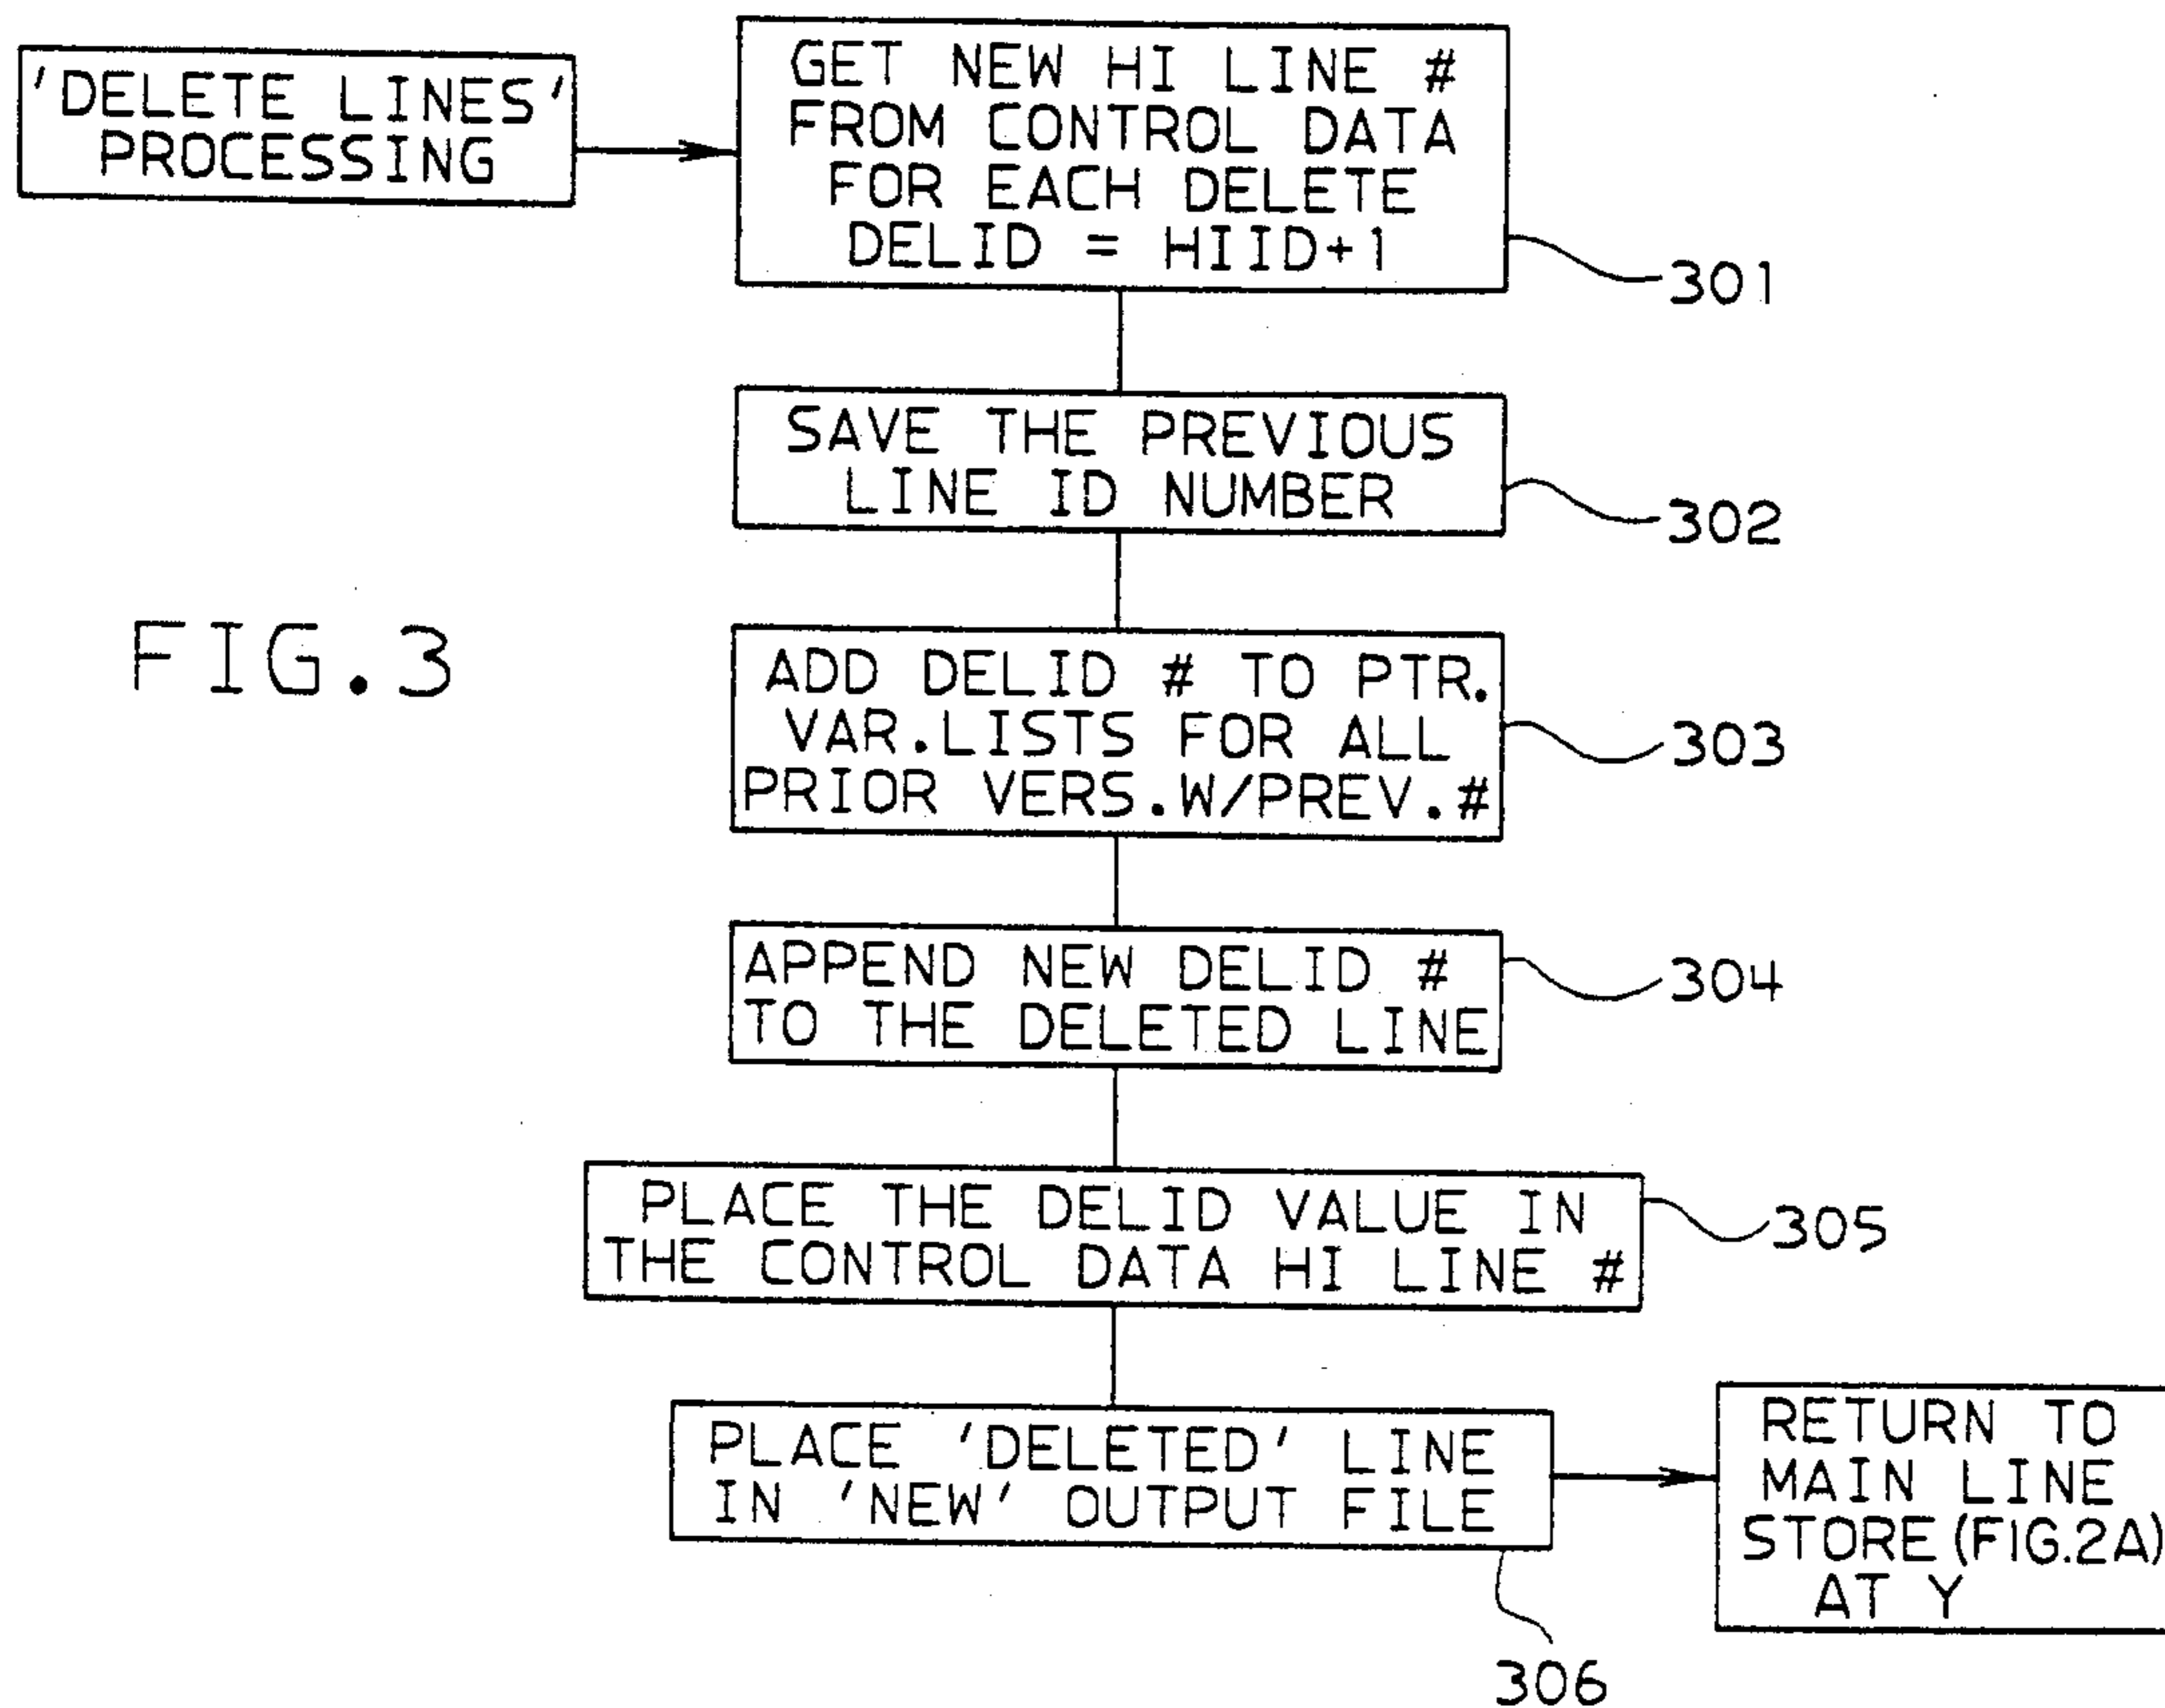 'DELETE LINES'
PROCESSING
GET NEW HI LINE #
FROM CONTROL DATA
FOR EACH DELETE
DELID = HIID+1
301
SAVE THE PREVIOUS
LINE ID NUMBER
302
FIG.3
ADD DELID # TO PTR.
VAR.LISTS FOR ALL
PRIOR VERS.W/PREV.#
303
APPEND NEW DELID #
TO THE DELETED LINE
304
PLACE THE DELID VALUE IN
THE CONTROL DATA HI LINE #
305
PLACE 'DELETED' LINE
IN 'NEW' OUTPUT FILE
306
RETURN TO
MAIN LINE
STORE (FIG.2A)
AT Y